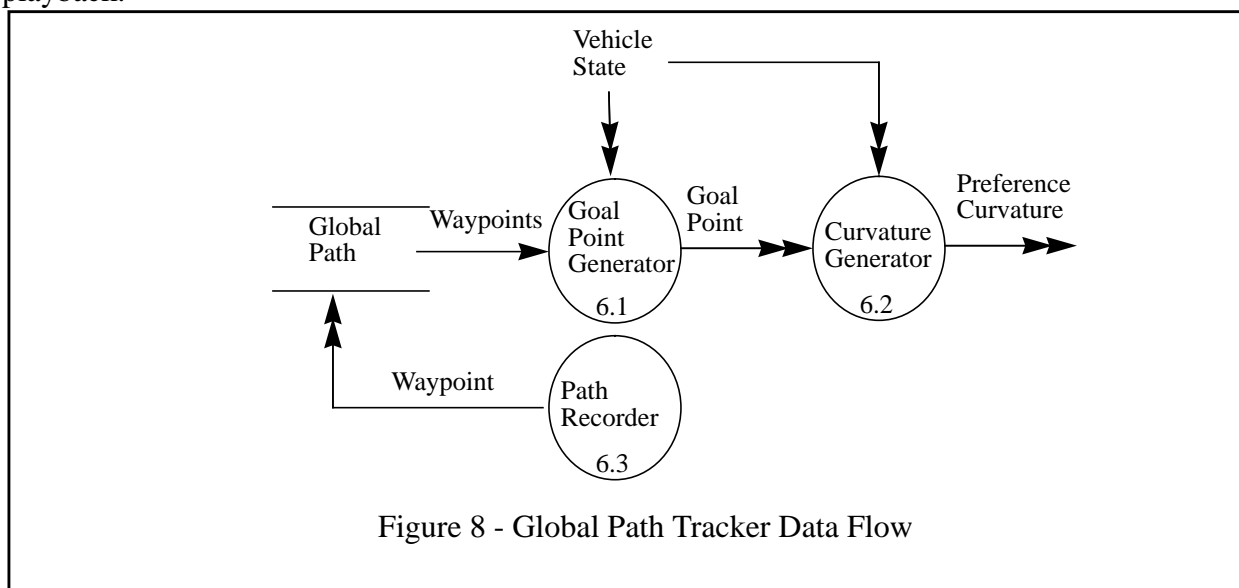 playback.
Vehicle
State
Global
Path
Waypoints
Goal
Point
Generator
6.1
Goal
Point
Curvature
Generator
6.2
Preference
Curvature
Waypoint
Path
Recorder
6.3
Figure 8 - Global Path Tracker Data Flow